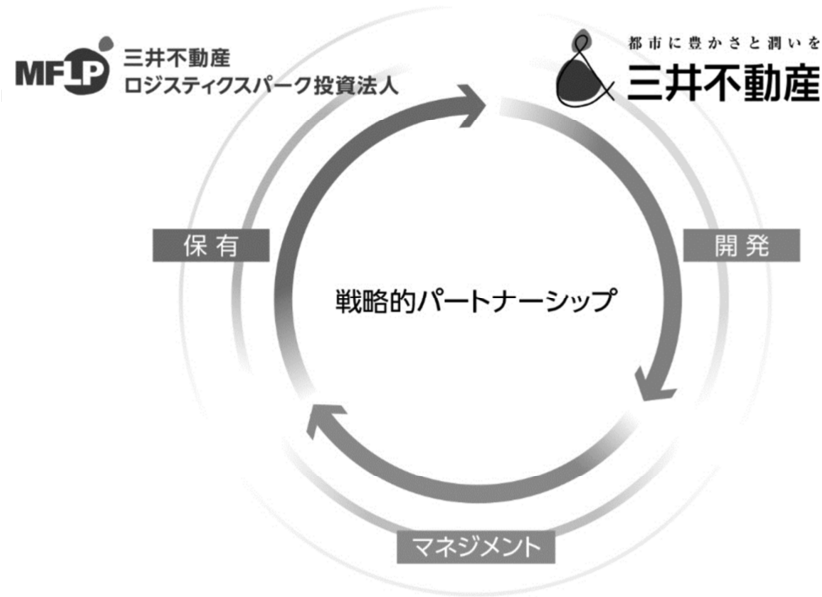 MFLP
三井不動産
ロジスティクスパーク投資法人
都市に豊かさと潤いを
三井不動産
保有
開発
戦略的パートナーシップ
マネジメント